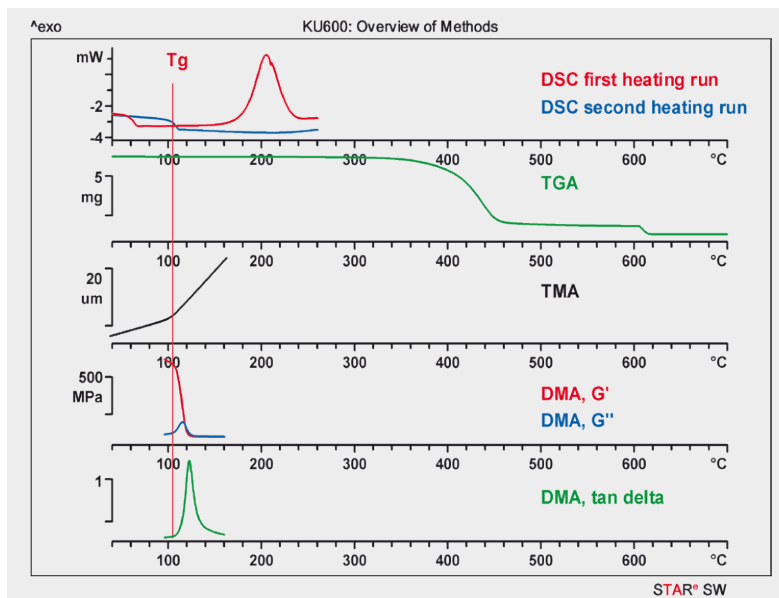 ^exo
KU600: Overview of Methods
mW
Tg
-2
-4
DSC first heating run
DSC second heating run
100 200 300 400 500 600 °C
5
mg
TGA
100 200 300 400 500 600 °C
20
um
TMA
100 200 300 400 500 600 °C
500
MPa
DMA, G'
DMA, G"
100 200 300 400 500 600 °C
1
DMA, tan delta
100 200 300 400 500 600 °C
STARe SW